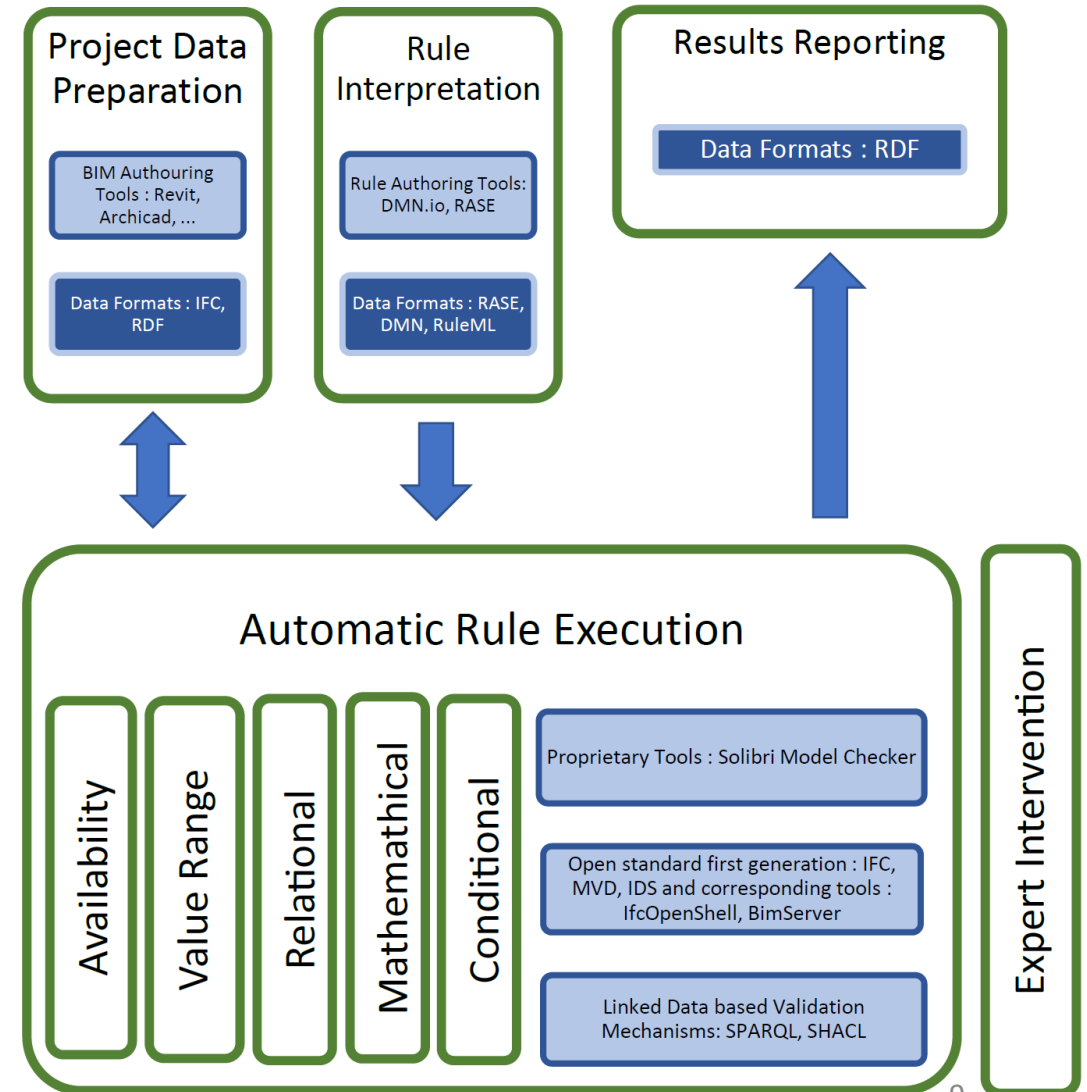 Project Data
Preparation
BIM Authouring
Tools : Revit,
Archicad, ...
Data Formats : IFC,
RDF
Rule
Interpretation
Rule Authoring Tools:
DMN.io, RASE
Data Formats : RASE,
DMN, RuleML
Results Reporting
Data Formats : RDF
Automatic Rule Execution
Availability
Value Range
Relational
Mathemathical
Conditional
Proprietary Tools : Solibri Model Checker
Open standard first generation : IFC,
MVD, IDS and corresponding tools :
IfcOpenShell, BimServer
Linked Data based Validation
Mechanisms: SPARQL, SHACL
Expert Intervention